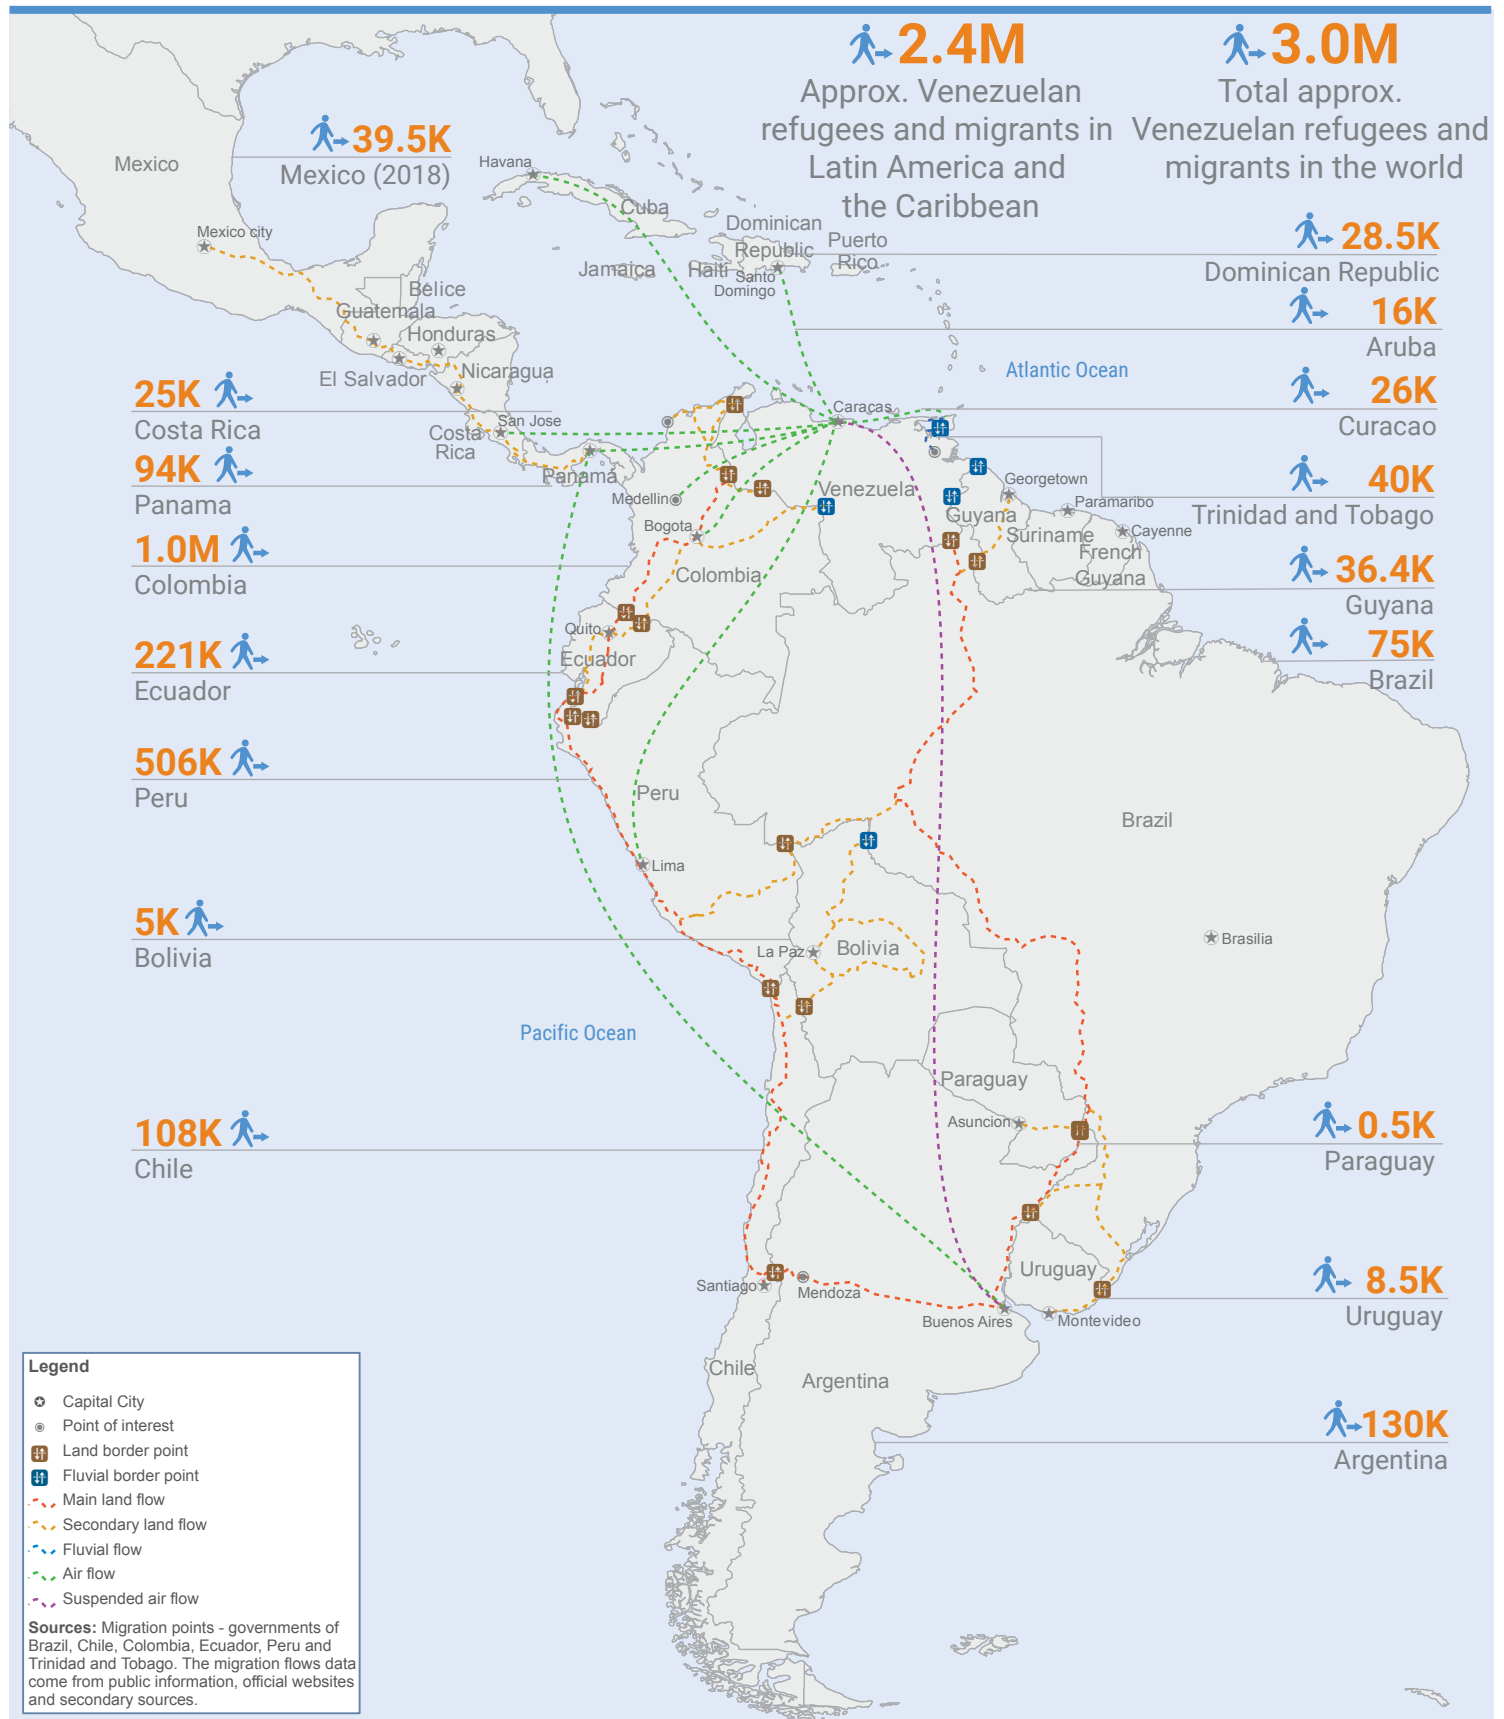 2.4M
Approx. Venezuelan
refugees and migrants in
Latin America and
the Caribbean
3.0M
Total approx.
Venezuelan refugees and
migrants in the world
39.5K
Mexico (2018)
28.5K
Dominican Republic
16K
Aruba
26K
Curacao
40K
Trinidad and Tobago
36.4K
Guyana
75K
Brazil
0.5K
Paraguay
8.5K
Uruguay
130K
Argentina
25K
Costa Rica
94K
Panama
1.0M
Colombia
221K
Ecuador
506K
Peru
5K
Bolivia
108K
Chile
Mexico
Mexico city
Havana
Cuba
Jamaica
Haiti
Dominican
Republic
Santo
Domingo
Puerto
Rico
Belice
Guatemala
Honduras
El Salvador
Nicaragua
San Jose
Costa
Rica
Panama
Atlantic Ocean
Caracas
Venezuela
Medellin
Bogota
Colombia
Georgetown
Paramaribo
Cayenne
Guyana
Suriname
French
Guyana
Quito
Ecuador
Peru
Lima
Brazil
Brasilia
La Paz
Bolivia
Pacific Ocean
Paraguay
Asuncion
Uruguay
Santiago
Mendoza
Buenos Aires
Montevideo
Chile
Argentina
Legend
Capital City
Point of interest
Land border point
Fluvial border point
Main land flow
Secondary land flow
Fluvial flow
Air flow
Suspended air flow
Sources: Migration points - governments of
Brazil, Chile, Colombia, Ecuador, Peru and
Trinidad and Tobago. The migration flows data
come from public information, official websites
and secondary sources.